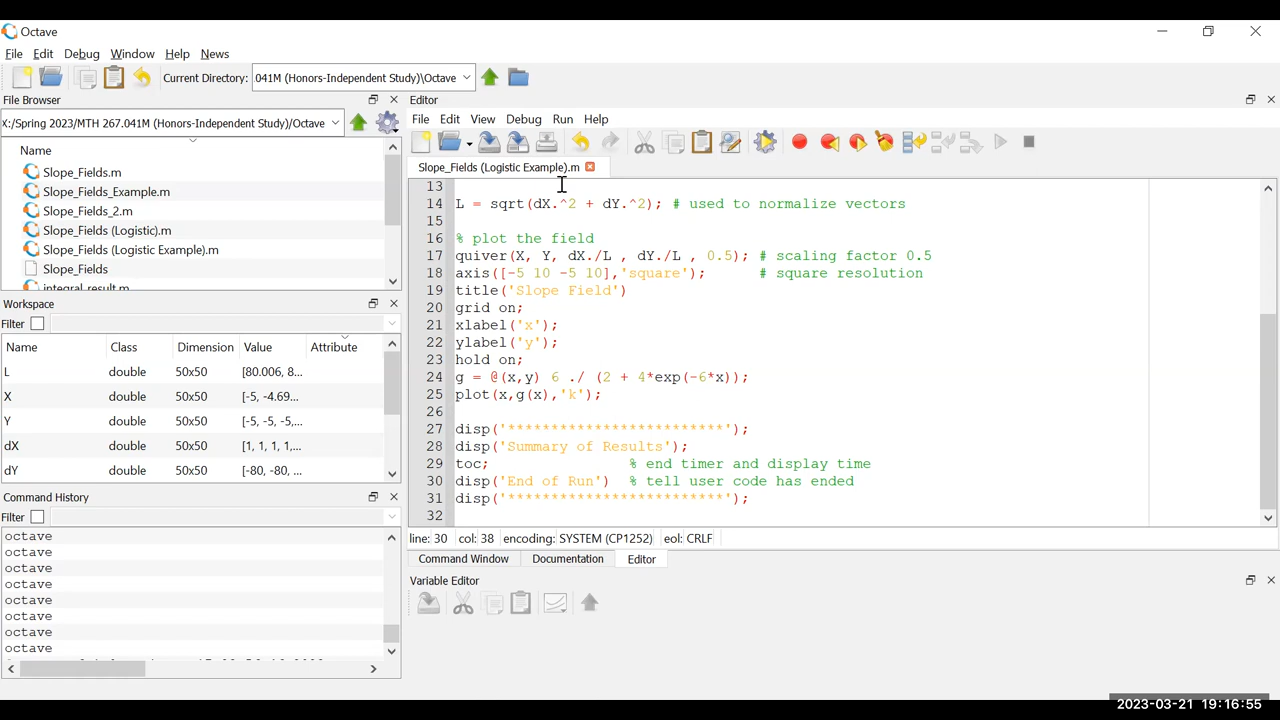 Octave
File Edit Debug Window Help News
Current Directory: 041M (Honors-Independent Study)\Octave
File Browser
X:/Spring 2023/MTH 267.041M (Honors-Independent Study)/Octave
Name
Slope_Fields.m
Slope_Fields_Example.m
Slope_Fields_2.m
Slope_Fields (Logistic).m
Slope_Fields (Logistic Example).m
Slope_Fields
integral_result.m
Workspace
Filter
Name Class Dimension Value Attribute
L double 50x50 [80.006, 8...
X double 50x50 [-5, -4.69...
Y double 50x50 [-5, -5, -5,...
dX double 50x50 [1, 1, 1, 1,...
dY double 50x50 [-80, -80, ...
Command History
Filter
octave
octave
octave
octave
octave
octave
octave
octave
Editor
File Edit View Debug Run Help
Slope_Fields (Logistic Example).m
13
14 L = sqrt(dX.^2 + dY.^2); # used to normalize vectors
15
16 % plot the field
17 quiver(X, Y, dX./L , dY./L , 0.5); # scaling factor 0.5
18 axis([-5 10 -5 10],'square'); # square resolution
19 title('Slope Field')
20 grid on;
21 xlabel('x');
22 ylabel('y');
23 hold on;
24 g = @(x,y) 6 ./ (2 + 4*exp(-6*x));
25 plot(x,g(x),'k');
26
27 disp('*************************');
28 disp('Summary of Results');
29 toc; % end timer and display time
30 disp('End of Run') % tell user code has ended
31 disp('*************************');
32
line: 30 col: 38 encoding: SYSTEM (CP1252) eol: CRLF
Command Window Documentation Editor
Variable Editor
2023-03-21 19:16:55